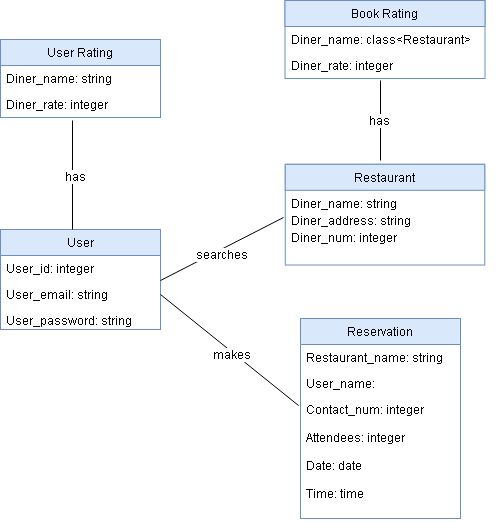 Book Rating
Diner_name: class<Restaurant>
Diner_rate: integer
User Rating
Diner_name: string
Diner_rate: integer
has
has
Restaurant
Diner_name: string
Diner_address: string
Diner_num: integer
User
User_id: integer
User_email: string
User_password: string
searches
makes
Reservation
Restaurant_name: string
User_name:
Contact_num: integer
Attendees: integer
Date: date
Time: time